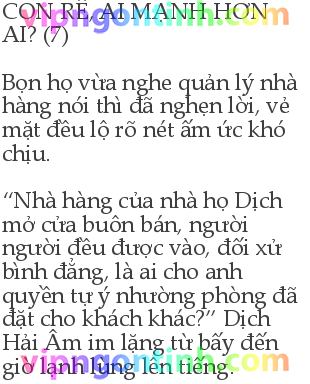 CON RỂ, AI MẠNH HƠN
AI? (7)
Bọn họ vừa nghe quản lý nhà
hàng nói thì đã nghẹn lời, vẻ
mặt đều lộ rõ nét ấm ức khó
chịu.
“Nhà hàng của nhà họ Dịch
mở cửa buôn bán, người
người đều được vào, đối xử
bình đẳng, là ai cho anh
quyền tự ý nhường phòng đã
đặt cho khách khác?” Dịch
Hải Âm im lặng từ bấy đến
giờ lạnh lùng lên tiếng.
vipngontinh.com
vipngontinh.com